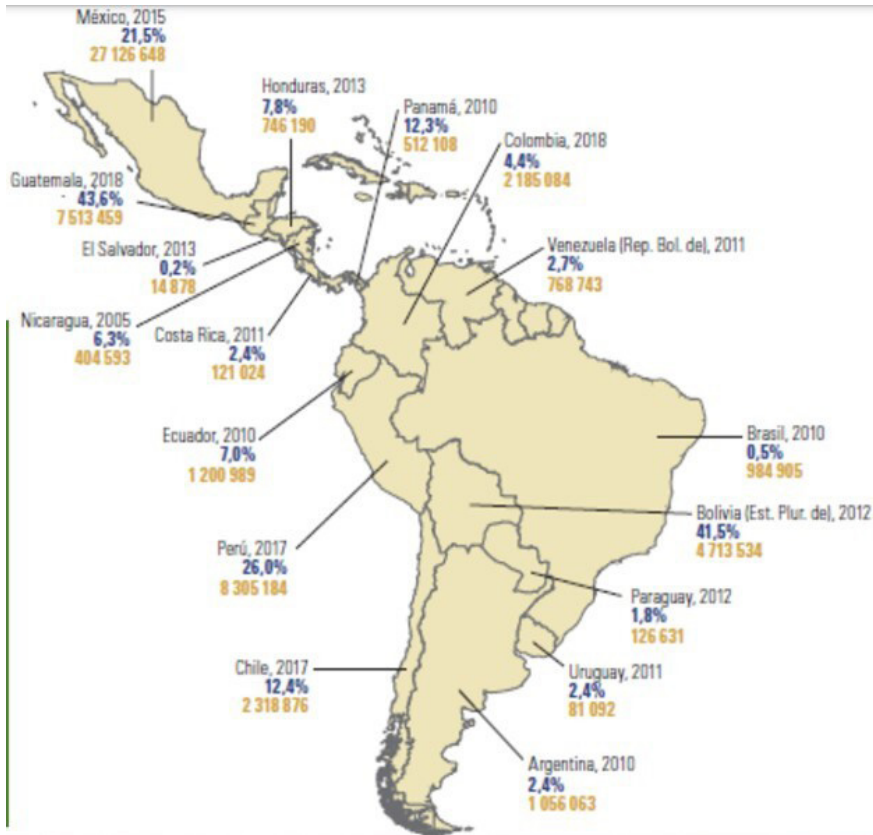 México, 2015
21,5%
27 126 648
Honduras, 2013
7,8%
746 190
Panamá, 2010
12,3%
512 108
Colombia, 2018
4,4%
2 185 084
Guatemala, 2018
43,6%
7 513 459
El Salvador, 2013
0,2%
14 878
Venezuela (Rep. Bol. de), 2011
2,7%
768 743
Nicaragua, 2005
6,3%
404 593
Costa Rica, 2011
2,4%
121 024
Ecuador, 2010
7,0%
1 200 989
Brasil, 2010
0,5%
984 905
Bolivia (Est. Plur. de), 2012
41,5%
4 713 534
Perú, 2017
26,0%
8 305 184
Paraguay, 2012
1,8%
126 631
Chile, 2017
12,4%
2 318 876
Uruguay, 2011
2,4%
81 092
Argentina, 2010
2,4%
1 056 063